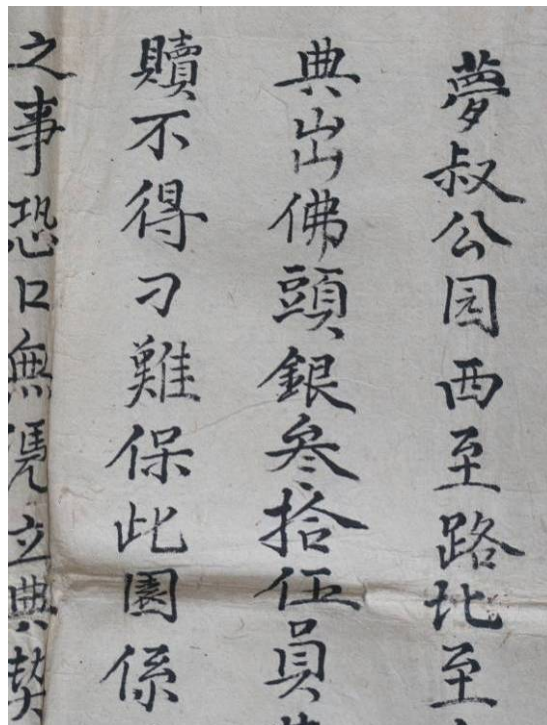 夢叔公园西至路北至
典出佛頭銀叁拾伍員
贖不得刁難保此園係
之事恐口無凭立典契